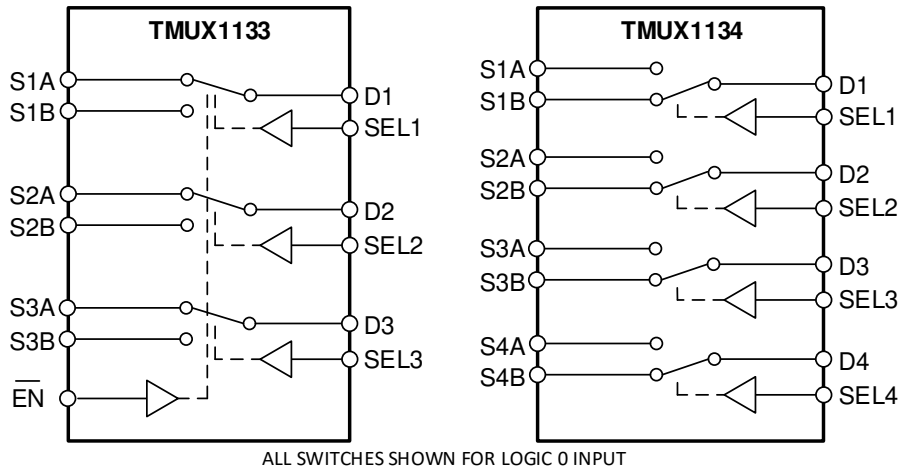 TMUX1133
S1A
S1B
D1
SEL1
S2A
S2B
D2
SEL2
S3A
S3B
D3
SEL3
EN
TMUX1134
S1A
S1B
D1
SEL1
S2A
S2B
D2
SEL2
S3A
S3B
D3
SEL3
S4A
S4B
D4
SEL4
ALL SWITCHES SHOWN FOR LOGIC 0 INPUT